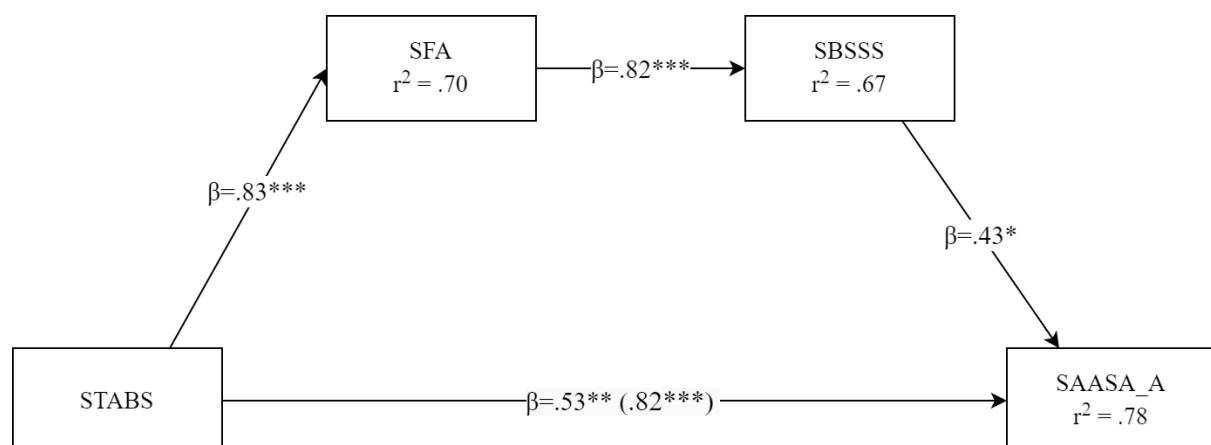 SFA
r² = .70
β=.82***
SBSSS
r² = .67
β=.83***
β=.43*
STABS
β=.53** (.82***)
SAASA_A
r² = .78